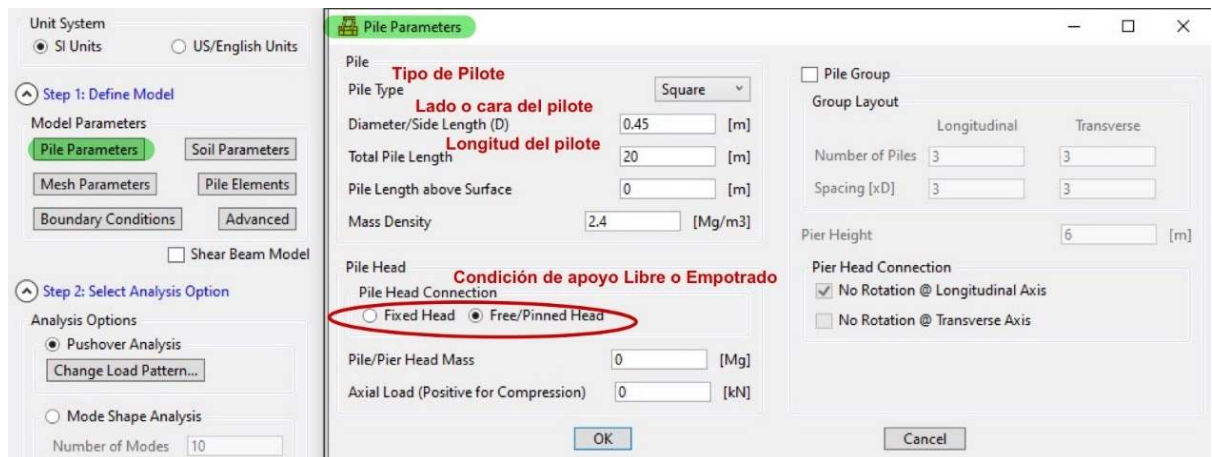 Unit System
SI Units US/English Units
Step 1: Define Model
Model Parameters
Pile Parameters Soil Parameters
Mesh Parameters Pile Elements
Boundary Conditions Advanced
Shear Beam Model
Step 2: Select Analysis Option
Analysis Options
Pushover Analysis
Change Load Pattern...
Mode Shape Analysis
Number of Modes 10
Pile Parameters
Pile
Tipo de Pilote
Pile Type Square
Lado o cara del pilote
Diameter/Side Length (D) 0.45 [m]
Longitud del pilote
Total Pile Length 20 [m]
Pile Length above Surface 0 [m]
Mass Density 2.4 [Mg/m3]
Pile Head
Condición de apoyo Libre o Empotrado
Pile Head Connection
Fixed Head Free/Pinned Head
Pile/Pier Head Mass 0 [Mg]
Axial Load (Positive for Compression) 0 [kN]
Pile Group
Group Layout
Longitudinal Transverse
Number of Piles 3 3
Spacing [xD] 3 3
Pier Height 6 [m]
Pier Head Connection
No Rotation @ Longitudinal Axis
No Rotation @ Transverse Axis
OK Cancel